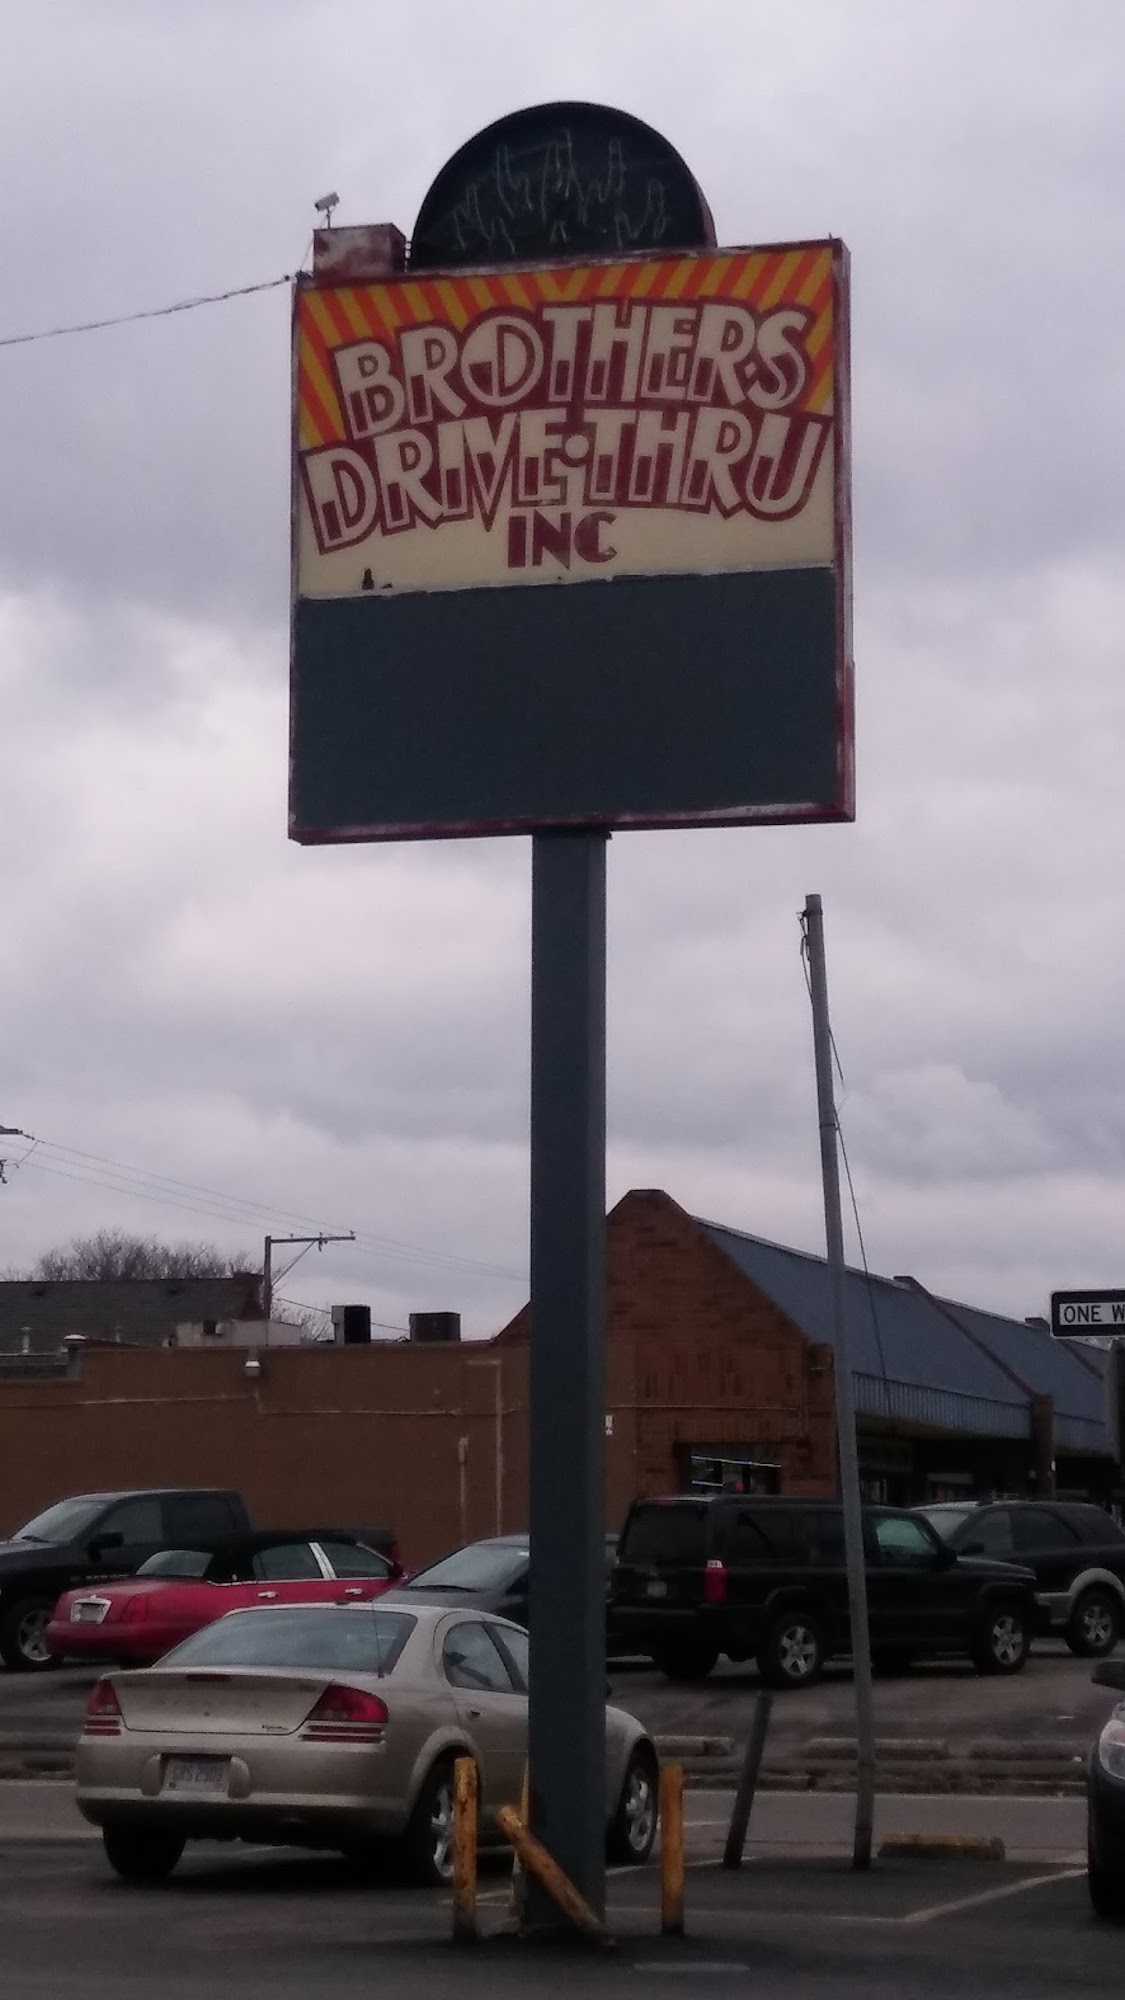 BROTHERS
DRIVE-THRU
INC
ONE W